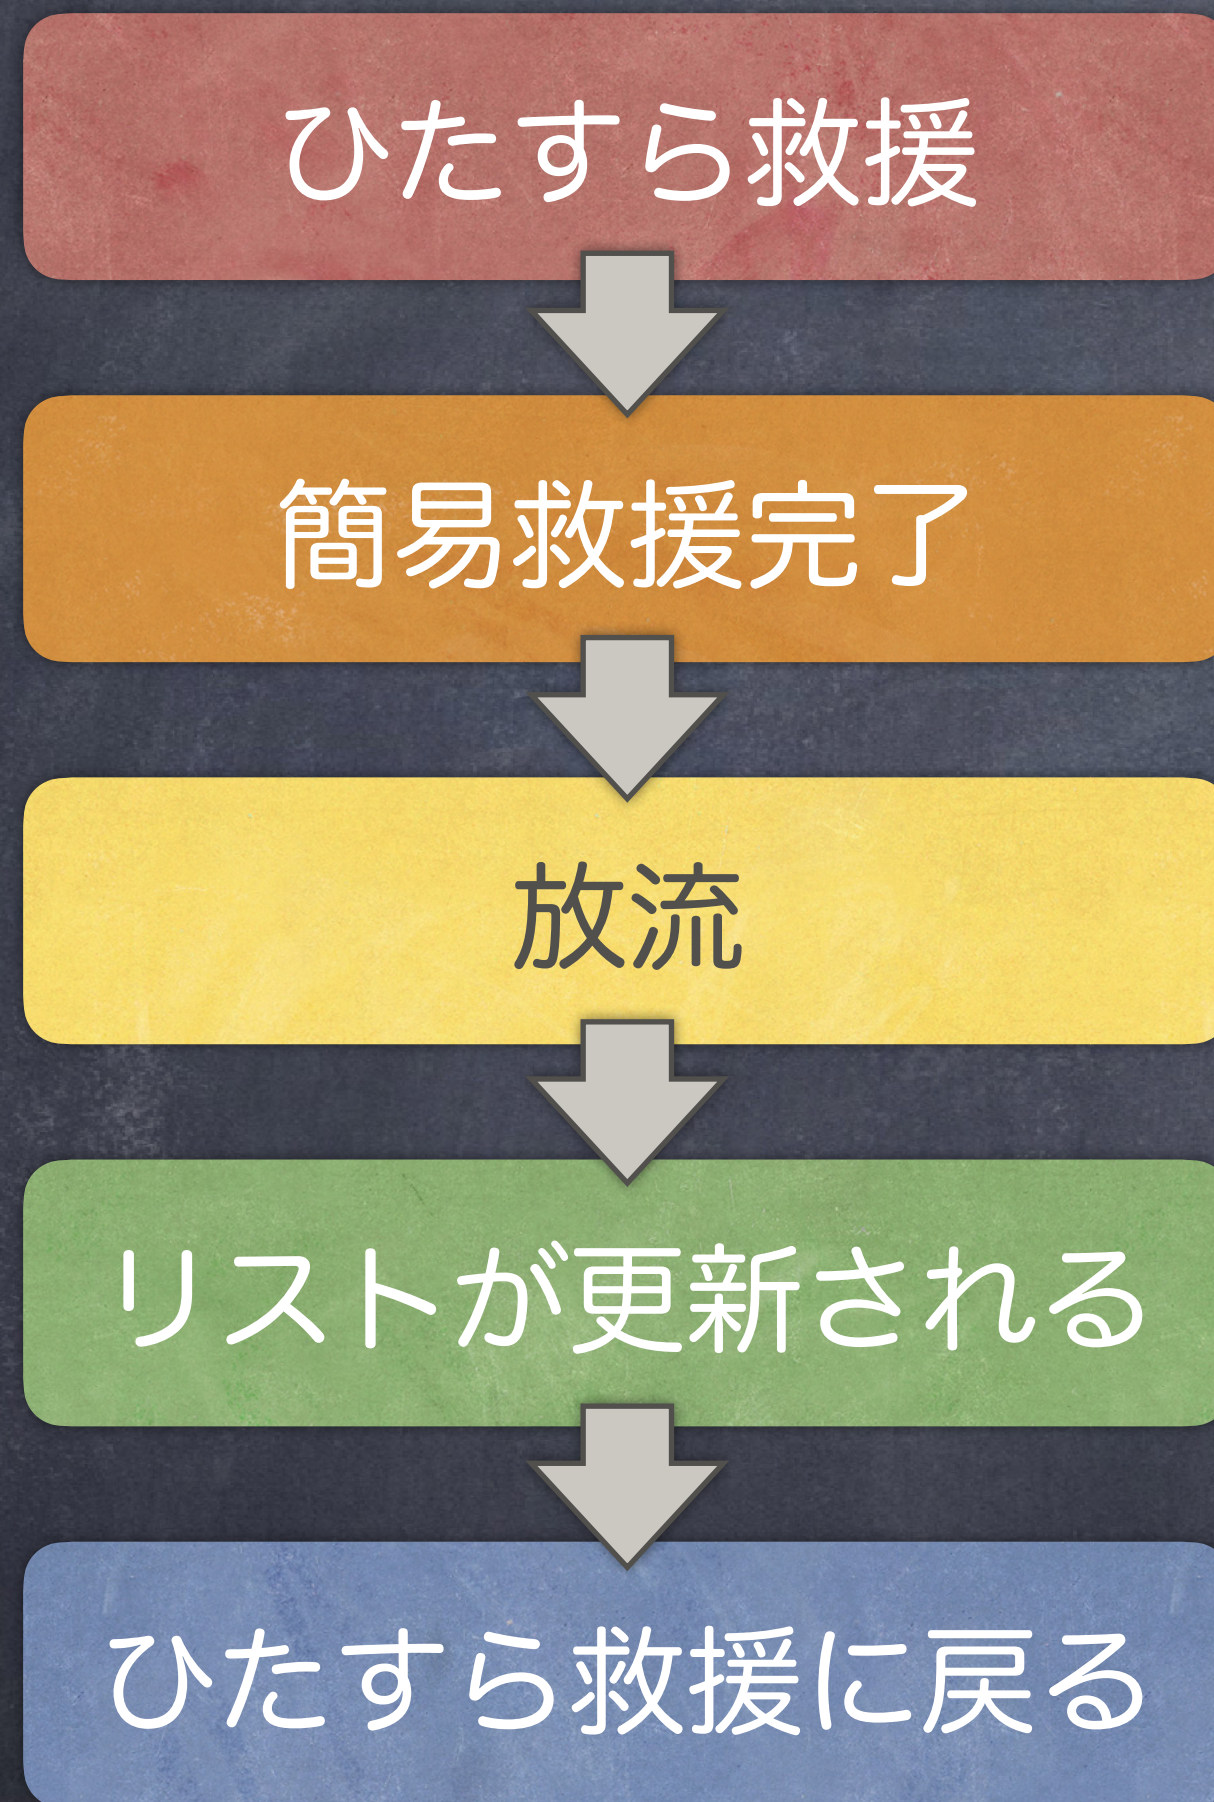 ひたすら救援
簡易救援完了
放流
リストが更新される
ひたすら救援に戻る